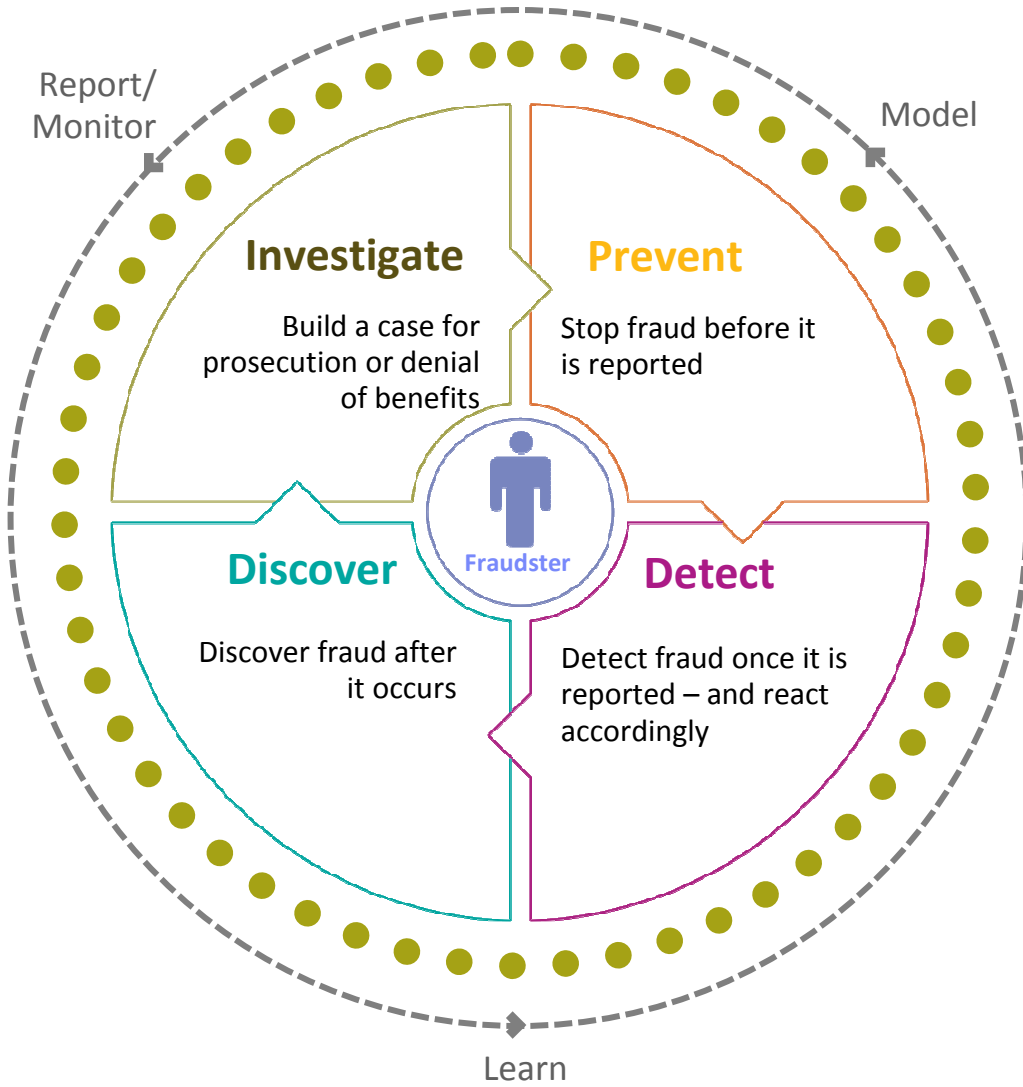 Report/
Monitor
Model
Investigate
Build a case for
prosecution or denial
of benefits
Prevent
Stop fraud before it
is reported
Fraudster
Discover
Discover fraud after
it occurs
Detect
Detect fraud once it is
reported – and react
accordingly
Learn